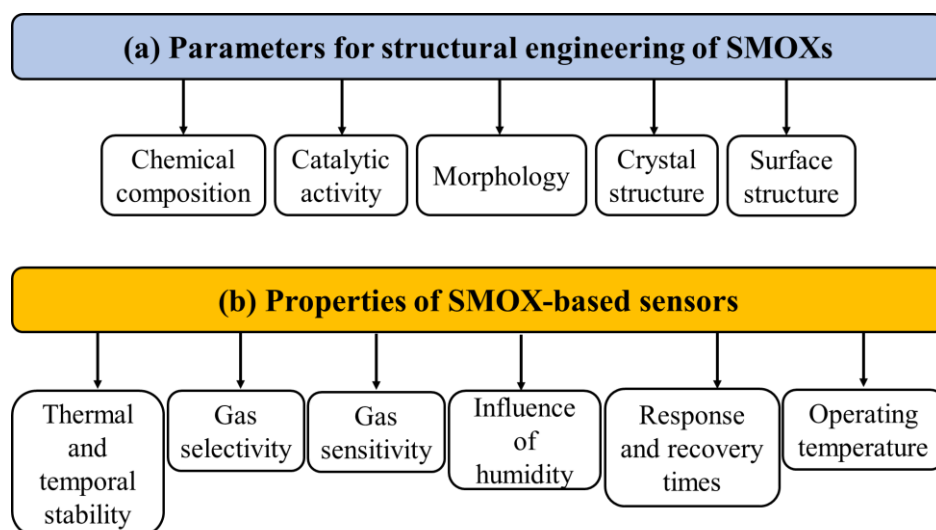 (a) Parameters for structural engineering of SMOXs
Chemical
composition
Catalytic
activity
Morphology
Crystal
structure
Surface
structure
(b) Properties of SMOX-based sensors
Thermal
and
temporal
stability
Gas
selectivity
Gas
sensitivity
Influence
of
humidity
Response
and recovery
times
Operating
temperature